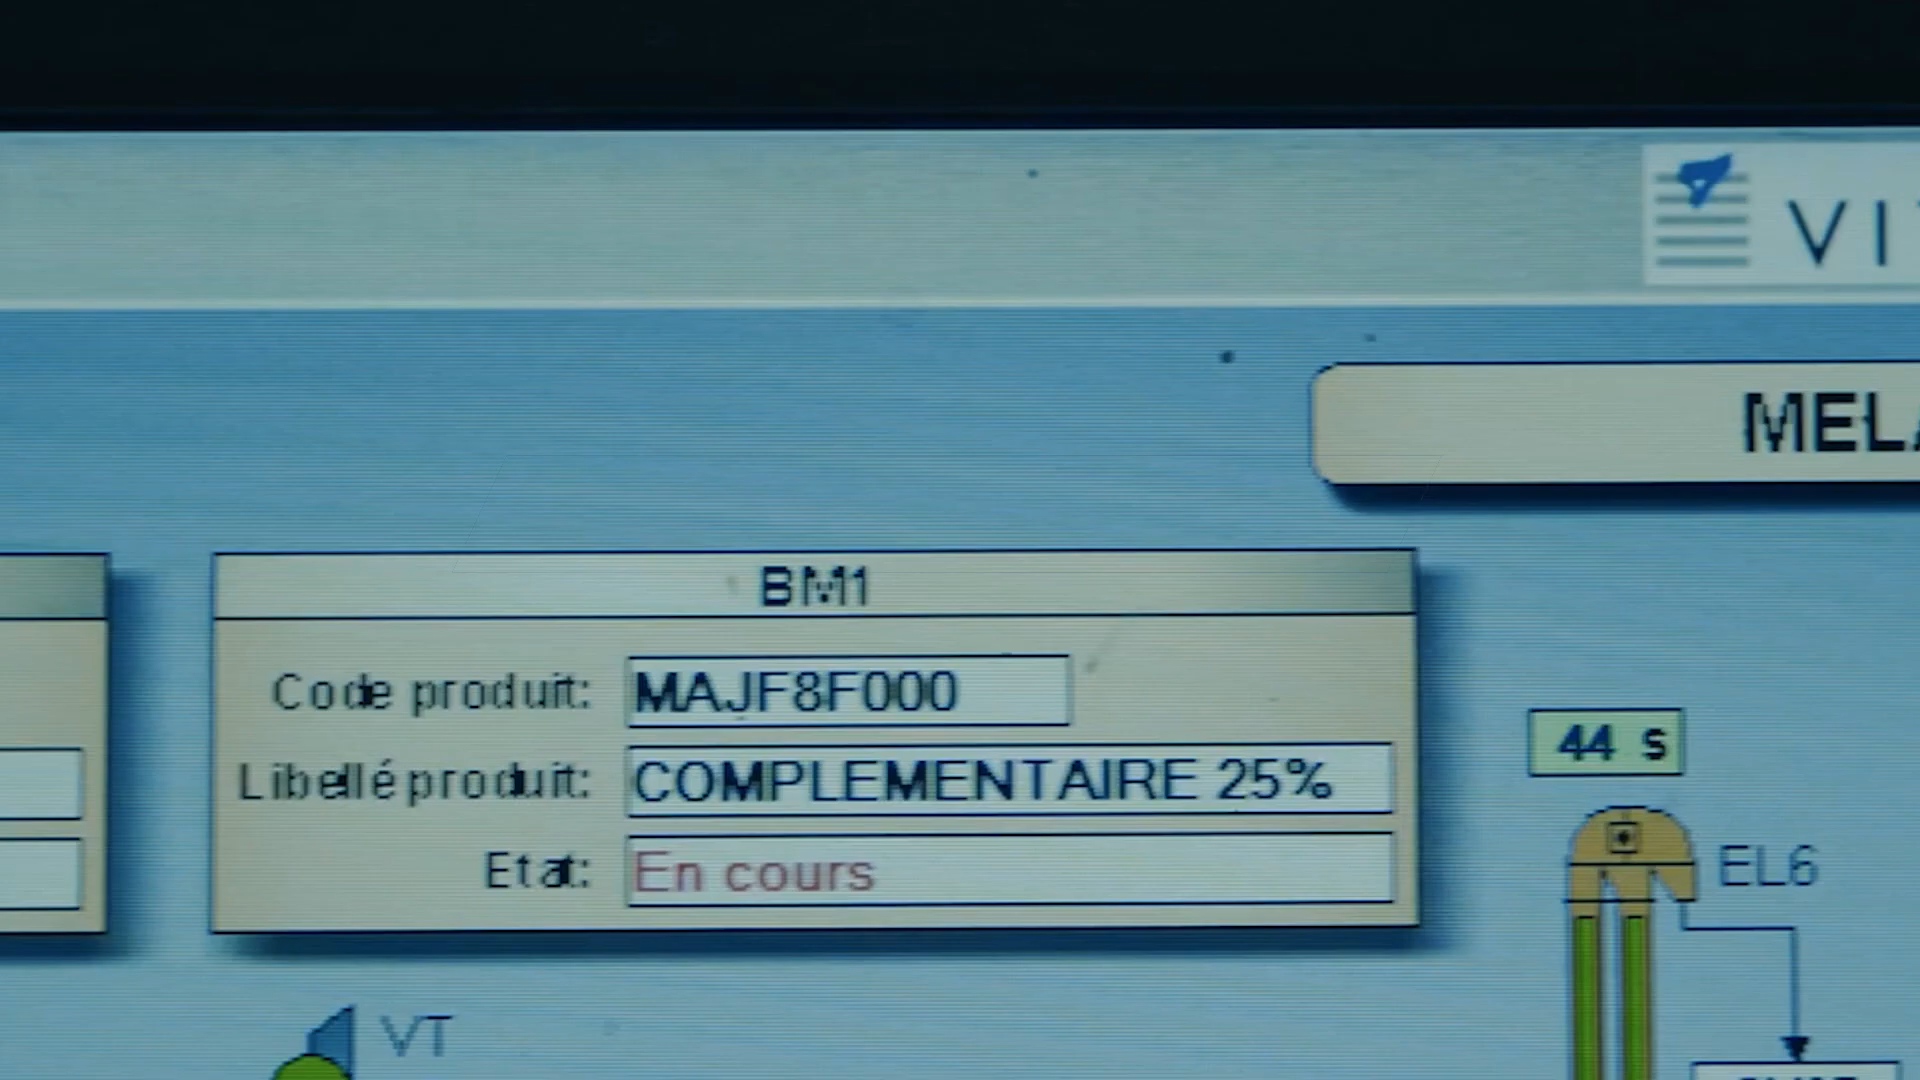 VI
MEL
BM1
Code produit: MAJF8F000
Libellé produit: COMPLEMENTAIRE 25%
Etat: En cours
44 s
EL6
VT